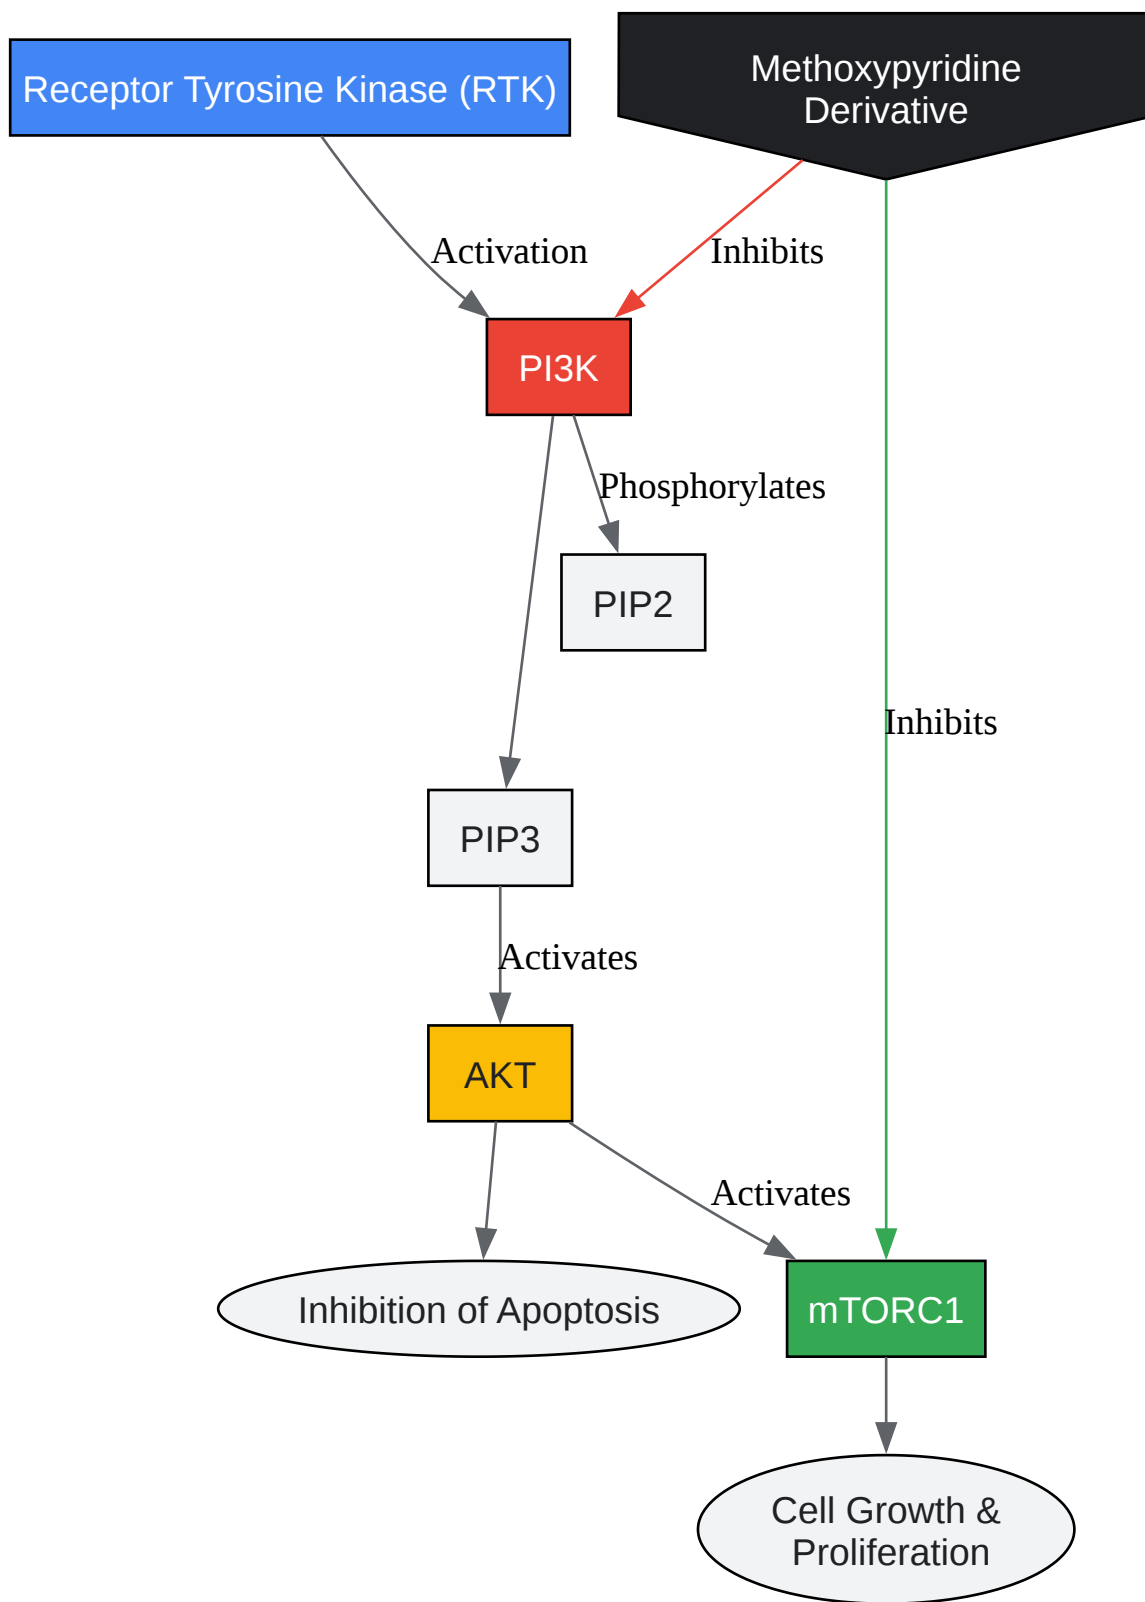 Receptor Tyrosine Kinase (RTK)
Methoxypyridine
Derivative
Activation
Inhibits
PI3K
Phosphorylates
PIP2
Inhibits
PIP3
Activates
AKT
Activates
Inhibition of Apoptosis
mTORC1
Cell Growth &
Proliferation